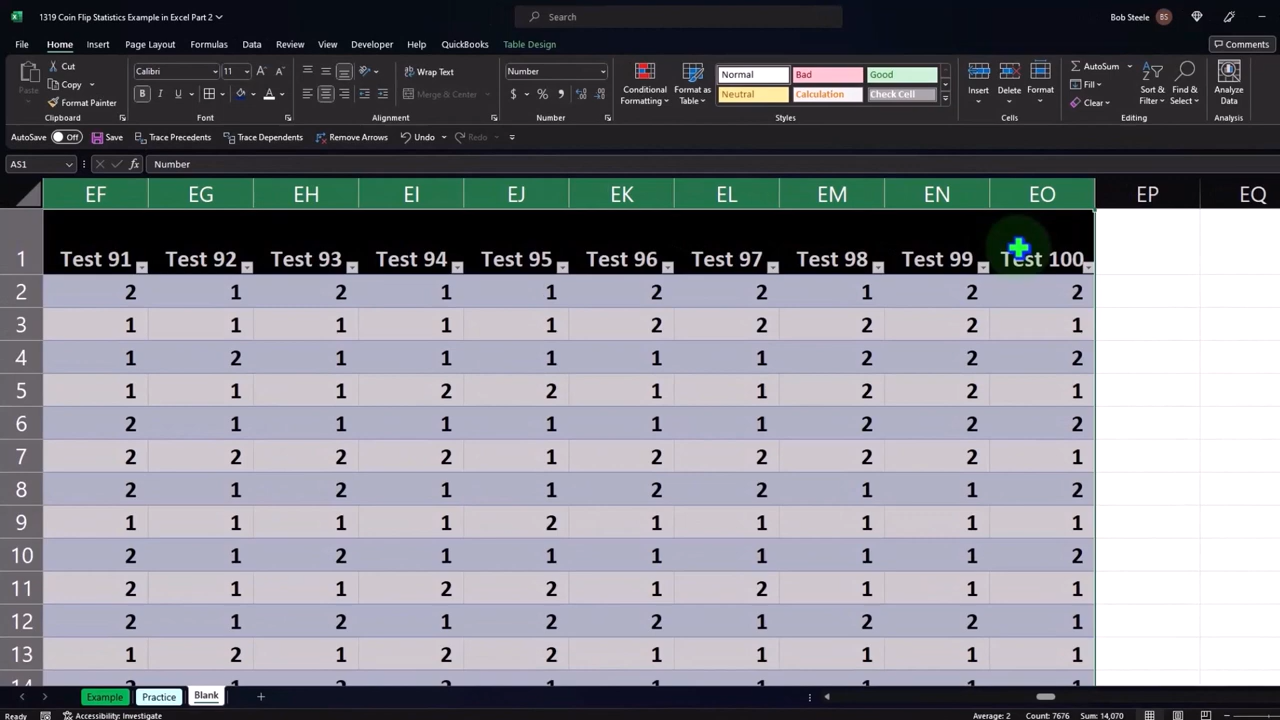 1319 Coin Flip Statistics Example in Excel Part 2
Search
Bob Steele BS
File Home Insert Page Layout Formulas Data Review View Developer Help QuickBooks Table Design Comments
Paste Cut Copy Format Painter
Clipboard
Calibri 11
B I U
Font
Wrap Text
Merge & Center
Alignment
Number
$ % ,
Number
Conditional Formatting
Format as Table
Normal Bad Good
Neutral Calculation Check Cell
Styles
Insert Delete Format
Cells
AutoSum
Fill
Clear
Sort & Filter
Find & Select
Editing
Analyze Data
Analysis
AutoSave Off Save Trace Precedents Trace Dependents Remove Arrows Undo Redo
AS1 fx Number
EF EG EH EI EJ EK EL EM EN EO EP EQ
1 Test 91 Test 92 Test 93 Test 94 Test 95 Test 96 Test 97 Test 98 Test 99 Test 100
2 2 1 2 1 1 2 2 1 2 2
3 1 1 1 1 1 2 2 2 2 1
4 1 2 1 1 1 1 1 2 2 2
5 1 1 1 2 2 1 1 2 2 1
6 2 1 1 1 1 1 1 2 2 2
7 2 2 2 2 1 2 2 2 2 1
8 2 1 2 1 1 2 2 1 1 2
9 1 1 1 1 2 1 1 1 1 1
10 2 1 2 1 1 1 1 1 1 2
11 2 1 1 2 2 1 2 1 1 1
12 2 1 2 1 2 2 1 2 2 1
13 1 2 1 2 2 1 1 1 1 1
Example Practice Blank
Ready Accessibility: Investigate Average: 2 Count: 7676 Sum: 14,070